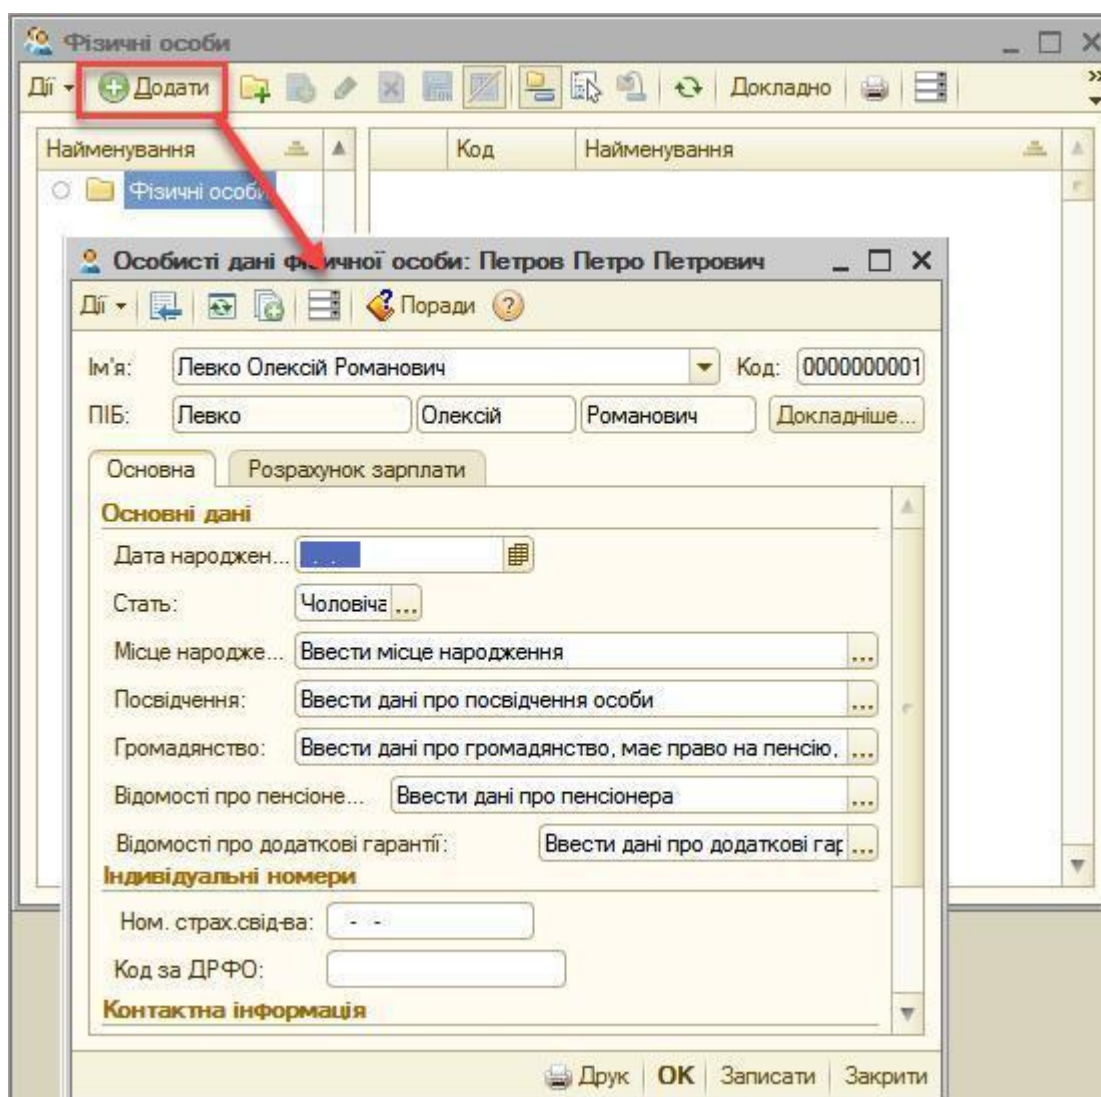 Фізичні особи
Дії Додати Докладно
Найменування Код Найменування
Фізичні особи
Особисті дані фізичної особи: Петров Петро Петрович
Дії Поради ?
Ім'я: Левко Олексій Романович Код: 0000000001
ПІБ: Левко Олексій Романович Докладніше...
Основна Розрахунок зарплати
Основні дані
Дата народжен... . .
Стать: Чоловіча ...
Місце народже... Ввести місце народження ...
Посвідчення: Ввести дані про посвідчення особи ...
Громадянство: Ввести дані про громадянство, має право на пенсію, ...
Відомості про пенсіоне... Ввести дані про пенсіонера ...
Відомості про додаткові гарантії: Ввести дані про додаткові гар ...
Індивідуальні номери
Ном. страх.свід-ва: - -
Код за ДРФО:
Контактна інформація
Друк OK Записати Закрити